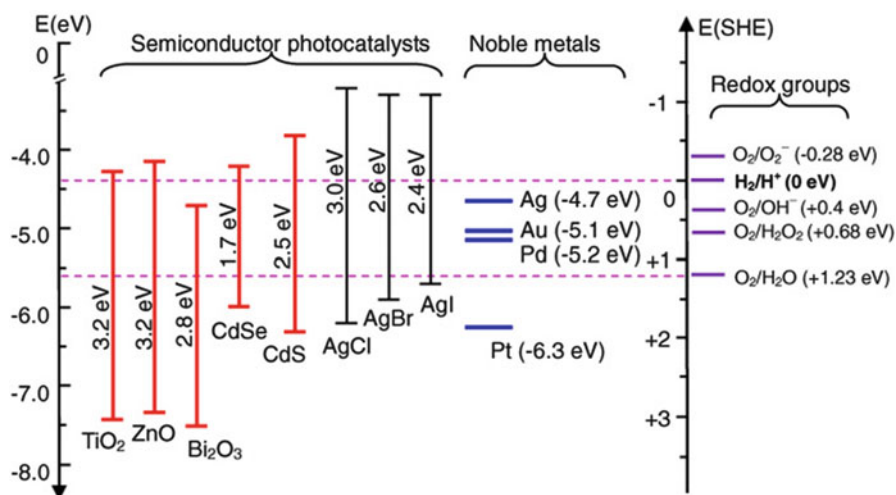 E(eV)
Semiconductor photocatalysts
Noble metals
E(SHE)
Redox groups
0
-4.0
-5.0
-6.0
-7.0
-8.0
3.2 eV
3.2 eV
2.8 eV
1.7 eV
2.5 eV
3.0 eV
2.6 eV
2.4 eV
TiO₂
ZnO
Bi₂O₃
CdSe
CdS
AgCl
AgBr
AgI
Ag (-4.7 eV)
Au (-5.1 eV)
Pd (-5.2 eV)
Pt (-6.3 eV)
-1
0
+1
+2
+3
O₂/O₂⁻ (-0.28 eV)
H₂/H⁺ (0 eV)
O₂/OH⁻ (+0.4 eV)
O₂/H₂O₂ (+0.68 eV)
O₂/H₂O (+1.23 eV)